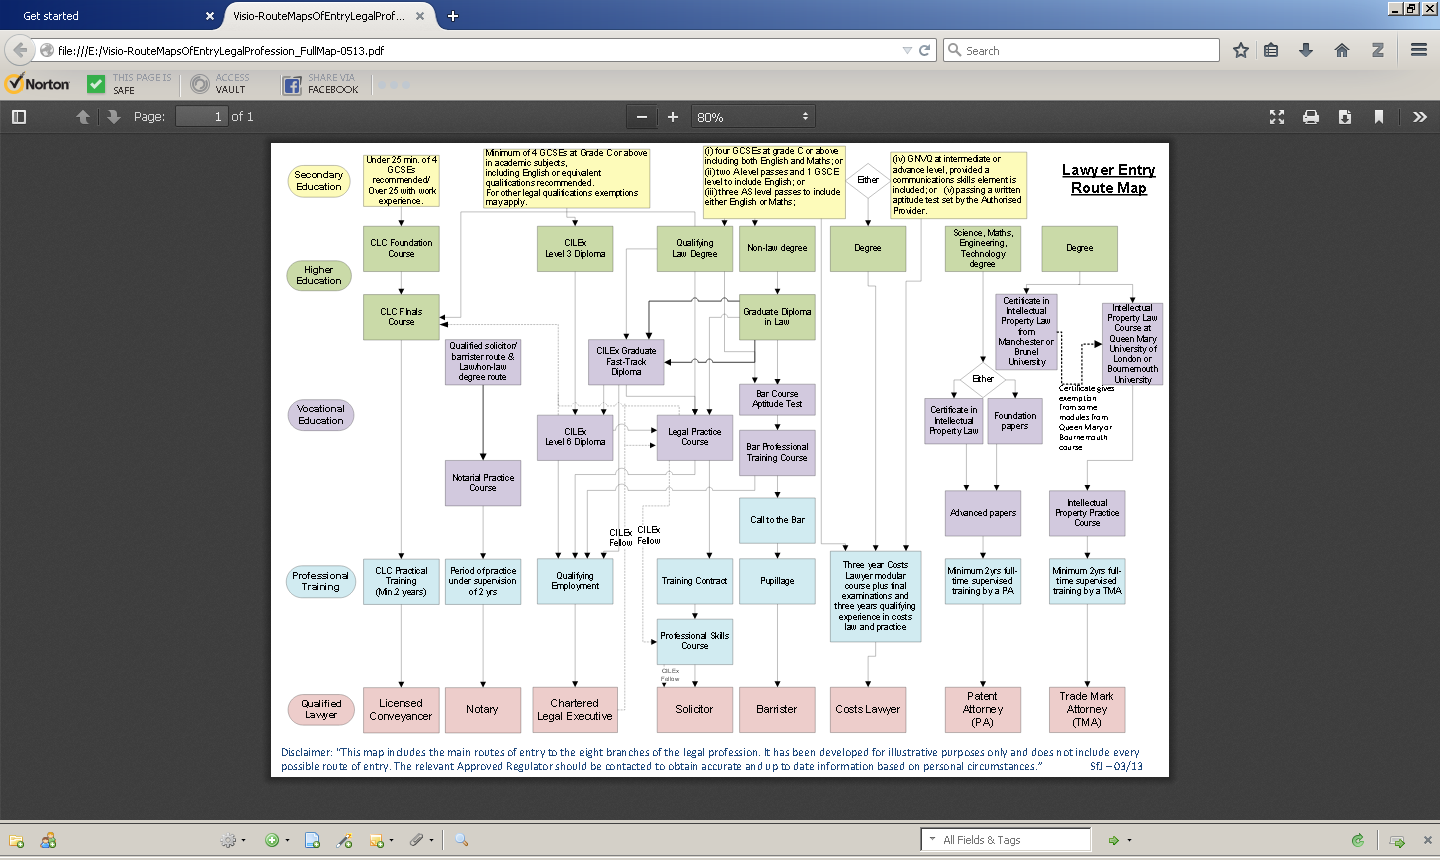 Get started
Visio-RouteMapsOfEntryLegalProf...
file:///E:/Visio-RouteMapsOfEntryLegalProfession_FullMap-0513.pdf
Search
Norton
THIS PAGE IS
SAFE
ACCESS
VAULT
SHARE VIA
FACEBOOK
Page:
1
of 1
80%
Lawyer Entry
Route Map
Secondary
Education
Under 25 min. of 4
GCSEs
recommended/
Over 25 with work
experience.
Minimum of 4 GCSEs at Grade C or above
in academic subjects,
including English or equivalent
qualifications recommended.
For other legal qualifications exemptions
may apply.
(i) four GCSEs at grade C or above
including both English and Maths; or
(ii) two A level passes and 1 GSCE
level to include English; or
(iii) three AS level passes to include
either English or Maths;
Either
(iv) GNVQ at intermediate or
advance level, provided a
communications skills element is
included; or (v) passing a written
aptitude test set by the Authorised
Provider.
Higher
Education
CLC Foundation
Course
CILEx
Level 3 Diploma
Qualifying
Law Degree
Non-law degree
Degree
Science, Maths,
Engineering,
Technology
degree
Degree
CLC Finals
Course
Graduate Diploma
in Law
Certificate in
Intellectual
Property Law
from
Manchester or
Brunel
University
Intellectual
Property Law
Course at
Queen Mary
University of
London or
Bournemouth
University
Vocational
Education
Qualified solicitor/
barrister route &
Law/non-law
degree route
CILEx Graduate
Fast-Track
Diploma
Bar Course
Aptitude Test
Either
Certificate gives
exemption
from some
modules from
Queen Mary or
Bournemouth
course
Certificate in
Intellectual
Property Law
Foundation
papers
CILEx
Level 6 Diploma
Legal Practice
Course
Bar Professional
Training Course
Notarial Practice
Course
Call to the Bar
Advanced papers
Intellectual
Property Practice
Course
CILEx
Fellow
CILEx
Fellow
Professional
Training
CLC Practical
Training
(Min.2 years)
Period of practice
under supervision
of 2 yrs
Qualifying
Employment
Training Contract
Pupillage
Three year Costs
Lawyer modular
course plus final
examinations and
three years qualifying
experience in costs
law and practice
Minimum 2yrs full-
time supervised
training by a PA
Minimum 2yrs full-
time supervised
training by a TMA
Professional Skills
Course
CILEx
Fellow
Qualified
Lawyer
Licensed
Conveyancer
Notary
Chartered
Legal Executive
Solicitor
Barrister
Costs Lawyer
Patent
Attorney
(PA)
Trade Mark
Attorney
(TMA)
Disclaimer: "This map includes the main routes of entry to the eight branches of the legal profession. It has been developed for illustrative purposes only and does not include every
possible route of entry. The relevant Approved Regulator should be contacted to obtain accurate and up to date information based on personal circumstances."
SfJ – 03/13
All Fields & Tags